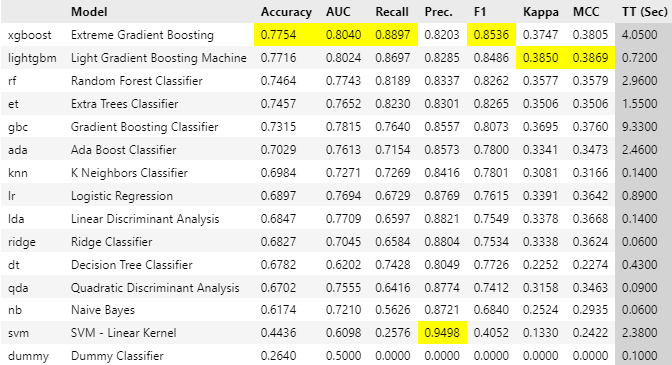 Model Accuracy AUC Recall Prec. F1 Kappa MCC TT (Sec)
xgboost Extreme Gradient Boosting 0.7754 0.8040 0.8897 0.8203 0.8536 0.3747 0.3805 4.0500
lightgbm Light Gradient Boosting Machine 0.7716 0.8024 0.8697 0.8285 0.8486 0.3850 0.3869 0.7200
rf Random Forest Classifier 0.7464 0.7743 0.8189 0.8337 0.8262 0.3577 0.3579 2.9600
et Extra Trees Classifier 0.7457 0.7652 0.8230 0.8301 0.8265 0.3506 0.3506 1.5500
gbc Gradient Boosting Classifier 0.7315 0.7815 0.7640 0.8557 0.8073 0.3695 0.3760 9.3300
ada Ada Boost Classifier 0.7029 0.7613 0.7154 0.8573 0.7800 0.3341 0.3473 2.4600
knn K Neighbors Classifier 0.6984 0.7271 0.7269 0.8416 0.7801 0.3081 0.3166 0.1400
lr Logistic Regression 0.6897 0.7694 0.6729 0.8769 0.7615 0.3391 0.3642 0.8900
lda Linear Discriminant Analysis 0.6847 0.7709 0.6597 0.8821 0.7549 0.3378 0.3668 0.1400
ridge Ridge Classifier 0.6827 0.7045 0.6584 0.8804 0.7534 0.3338 0.3624 0.0600
dt Decision Tree Classifier 0.6782 0.6202 0.7428 0.8049 0.7726 0.2252 0.2274 0.4300
qda Quadratic Discriminant Analysis 0.6702 0.7555 0.6416 0.8774 0.7412 0.3158 0.3463 0.0900
nb Naive Bayes 0.6174 0.7210 0.5626 0.8721 0.6840 0.2524 0.2935 0.0600
svm SVM - Linear Kernel 0.4436 0.6098 0.2576 0.9498 0.4052 0.1330 0.2422 2.3800
dummy Dummy Classifier 0.2640 0.5000 0.0000 0.0000 0.0000 0.0000 0.0000 0.1000